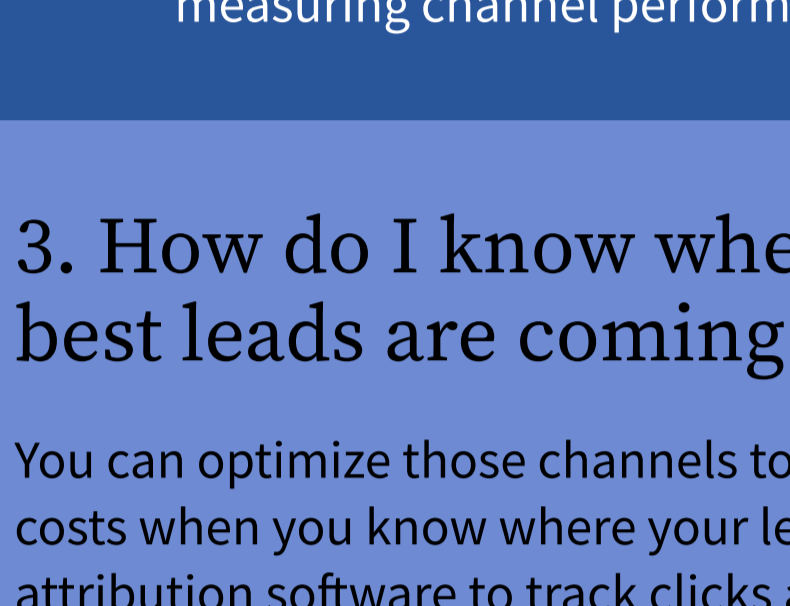 measuring channel perform
3. How do I know whe
best leads are coming
You can optimize those channels to
costs when you know where your le
attribution software to track clicks